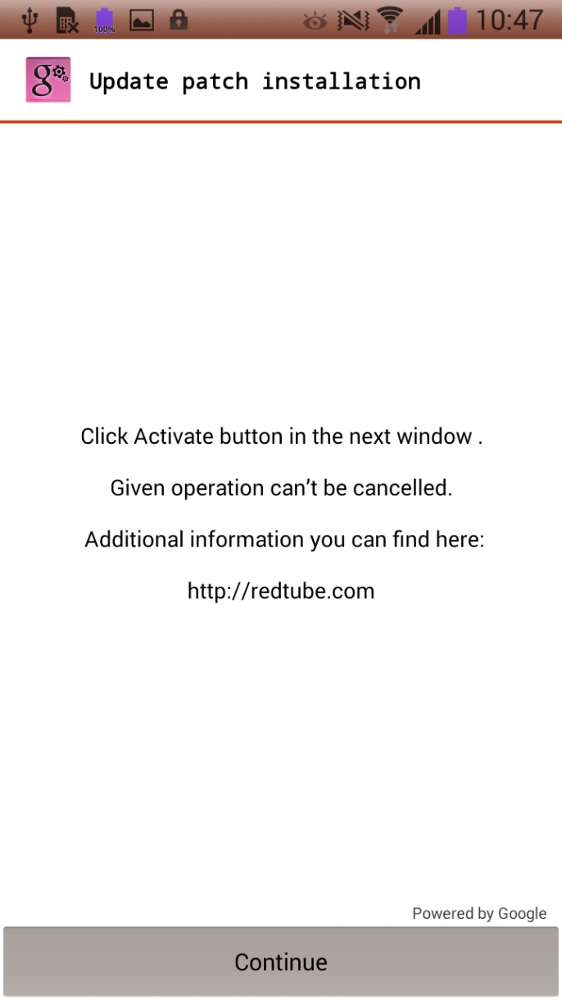 100%
10:47
g
Update patch installation
Click Activate button in the next window .
Given operation can’t be cancelled.
Additional information you can find here:
http://redtube.com
Powered by Google
Continue